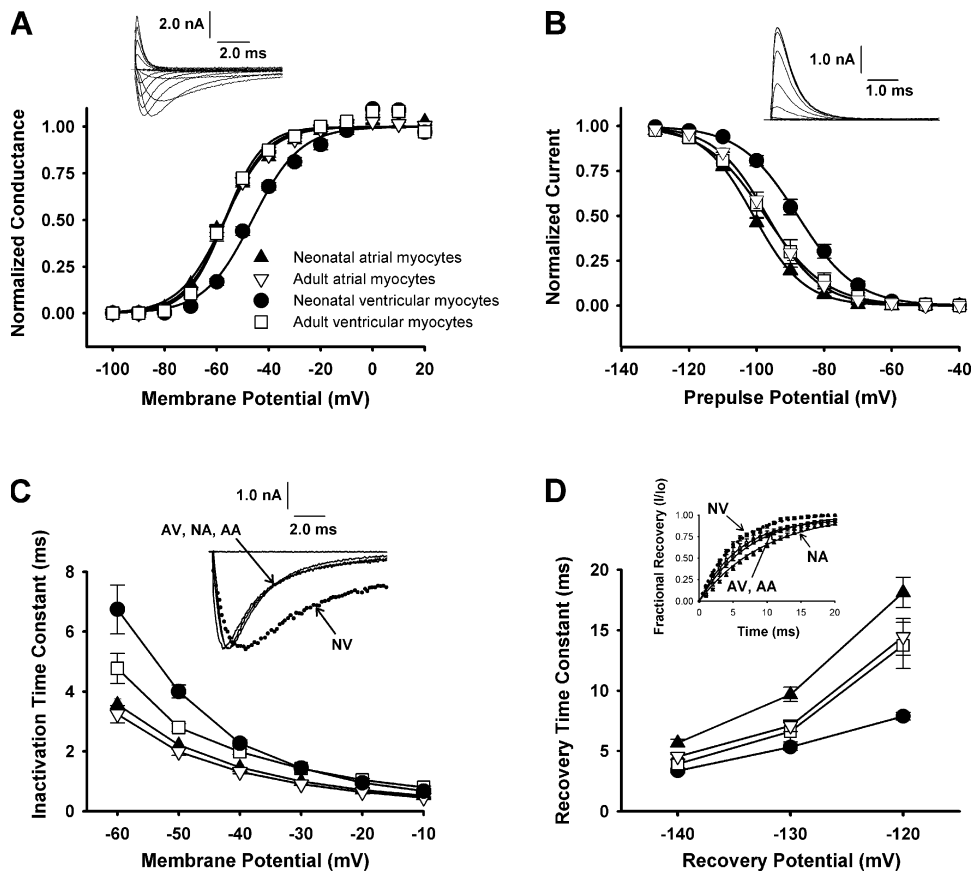 A
2.0 nA
2.0 ms
Normalized Conductance
1.00
0.75
0.50
0.25
0.00
Neonatal atrial myocytes
Adult atrial myocytes
Neonatal ventricular myocytes
Adult ventricular myocytes
-100 -80 -60 -40 -20 0 20
Membrane Potential (mV)
B
1.0 nA
1.0 ms
Normalized Current
1.00
0.75
0.50
0.25
0.00
-140 -120 -100 -80 -60 -40
Prepulse Potential (mV)
C
1.0 nA
2.0 ms
AV, NA, AA
NV
Inactivation Time Constant (ms)
8
6
4
2
0
-60 -50 -40 -30 -20 -10
Membrane Potential (mV)
D
Fractional Recovery (I/Io)
1.00
0.75
0.50
0.25
0.00
NV
NA
AV, AA
0 5 10 15 20
Time (ms)
Recovery Time Constant (ms)
20
15
10
5
0
-140 -130 -120
Recovery Potential (mV)